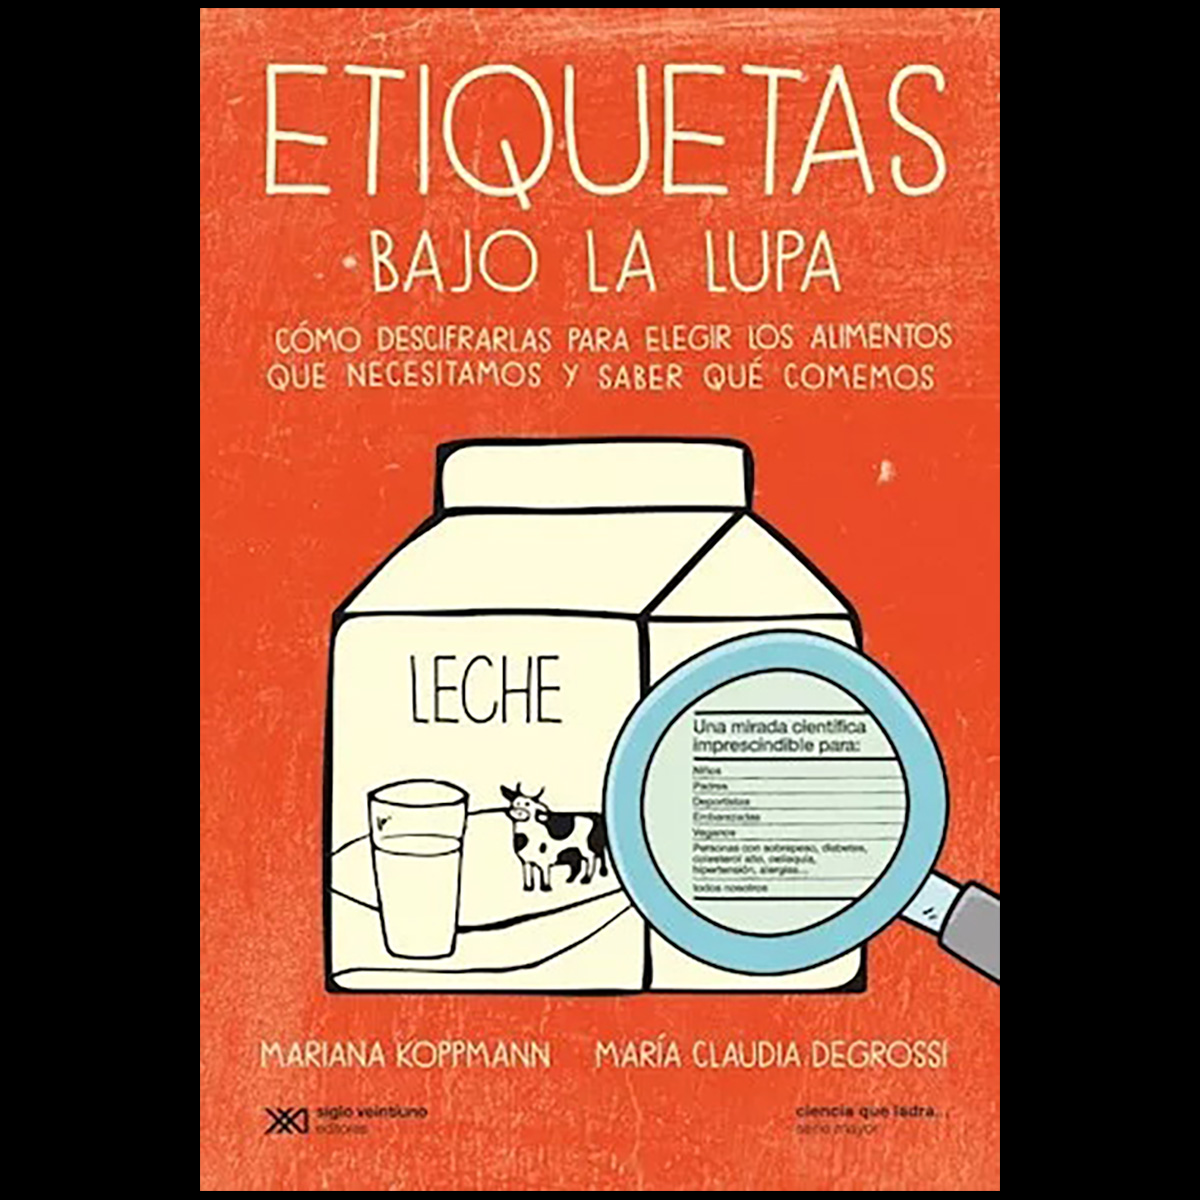 ETIQUETAS
BAJO LA LUPA
CÓMO DESCIFRARLAS PARA ELEGIR LOS ALIMENTOS
QUE NECESITAMOS Y SABER QUÉ COMEMOS
LECHE
Una mirada científica
imprescindible para:
Niños
Padres
Deportistas
Embarazadas
Veganos
Personas con sobrepeso, diabetes,
colesterol alto, celiaquía,
hipertensión, alergias...
todos nosotros
MARIANA KOPPMANN MARÍA CLAUDIA DEGROSSI
siglo veintiuno
editores
ciencia que ladra...
serie mayor